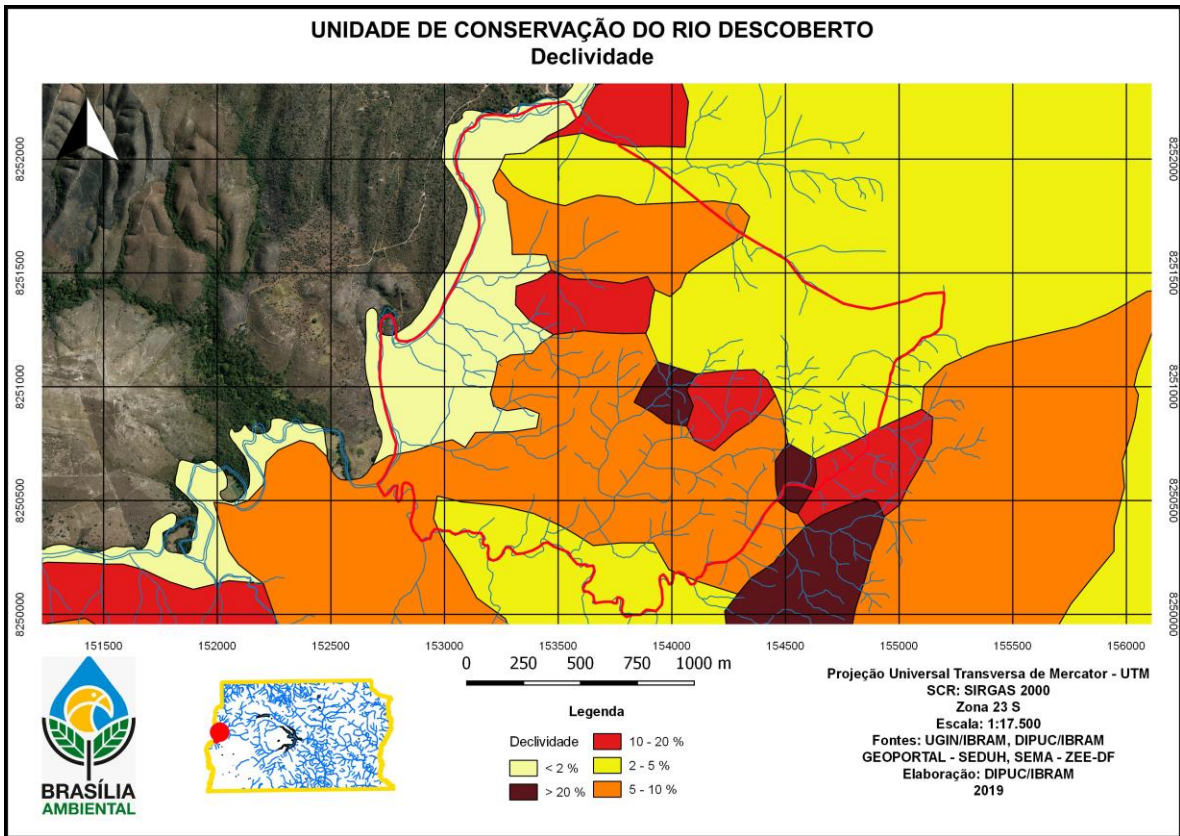 UNIDADE DE CONSERVAÇÃO DO RIO DESCOBERTO
Declividade
8252000
8252000
8251500
8251500
8251000
8251000
8250500
8250500
8250000
8250000
151500
152000
152500
153000
153500
154000
154500
155000
155500
156000
0
250
500
750
1000 m
Legenda
Declividade
< 2 %
> 20 %
10 - 20 %
2 - 5 %
5 - 10 %
BRASÍLIA
AMBIENTAL
Projeção Universal Transversa de Mercator - UTM
SCR: SIRGAS 2000
Zona 23 S
Escala: 1:17.500
Fontes: UGIN/IBRAM, DIPUC/IBRAM
GEOPORTAL - SEDUH, SEMA - ZEE-DF
Elaboração: DIPUC/IBRAM
2019